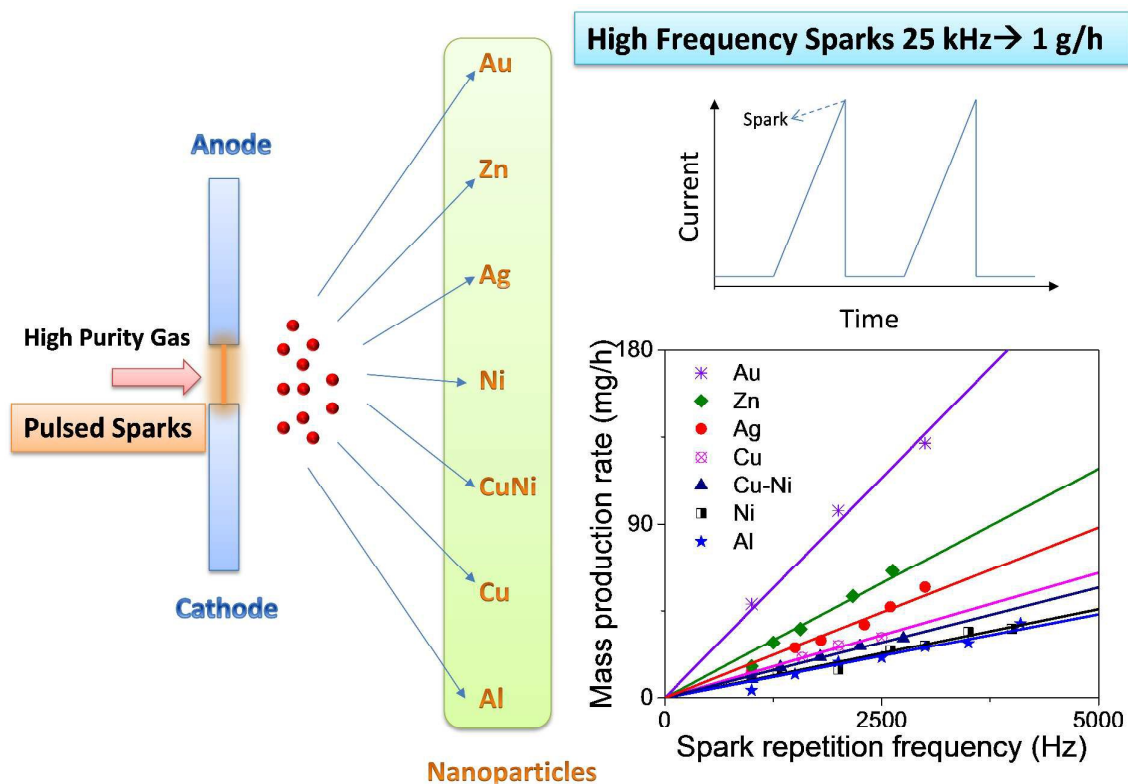 High Frequency Sparks 25 kHz→ 1 g/h
Anode
High Purity Gas
Pulsed Sparks
Cathode
Au
Zn
Ag
Ni
CuNi
Cu
Al
Nanoparticles
Spark
Current
Time
180
90
0
Mass production rate (mg/h)
Au
Zn
Ag
Cu
Cu-Ni
Ni
Al
0
2500
5000
Spark repetition frequency (Hz)